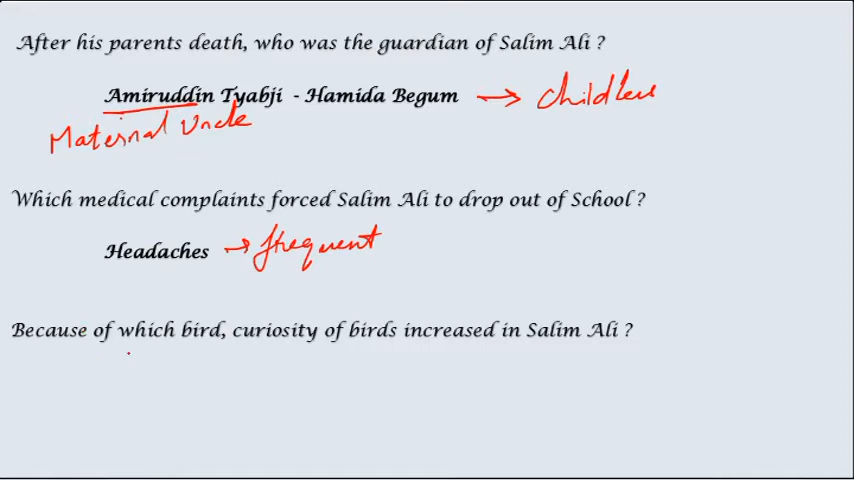 After his parents death, who was the guardian of Salim Ali ?
Amiruddin Tyabji - Hamida Begum → Childless
Maternal Uncle
Which medical complaints forced Salim Ali to drop out of School ?
Headaches → frequent
Because of which bird, curiosity of birds increased in Salim Ali ?